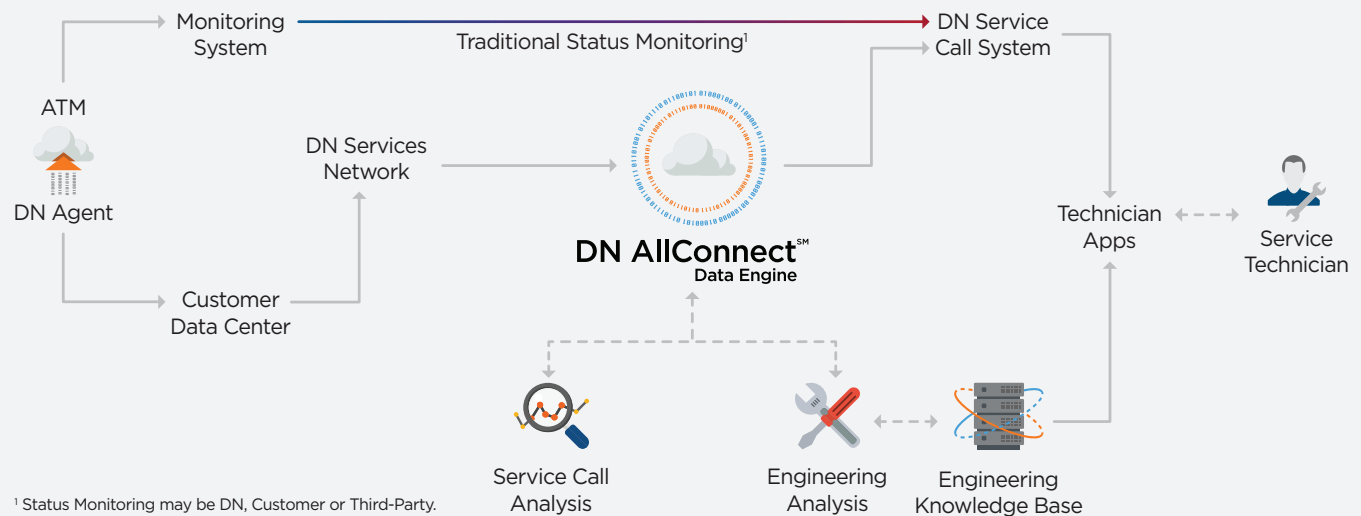 Monitoring
System
Traditional Status Monitoring¹
DN Service
Call System
ATM
DN Agent
DN Services
Network
DN AllConnect℠
Data Engine
Customer
Data Center
Technician
Apps
Service
Technician
Service Call
Analysis
Engineering
Analysis
Engineering
Knowledge Base
¹ Status Monitoring may be DN, Customer or Third-Party.